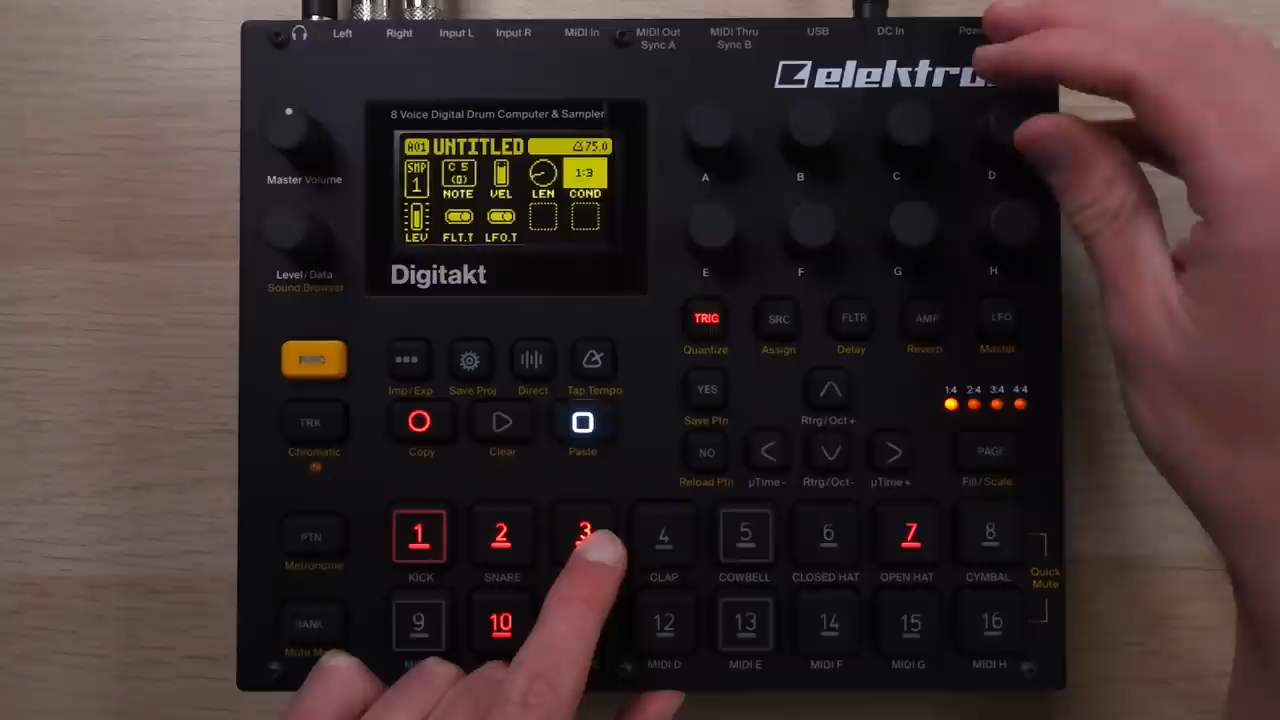 Left Right Input L Input R MIDI In MIDI Out MIDI Thru USB DC In
Sync A Sync B
elektro
8 Voice Digital Drum Computer & Sampler
A01 UNTITLED 75.0
SMP C 5 1:3
1 (0)
NOTE VEL LEN COND
LEV FLT.T LFO.T
Digitakt
Master Volume
Level/Data
Sound Browser
A B C D
E F G H
TRIG SRC FLTR AMP LFO
Quantize Assign Delay Reverb Master
FUNC
Imp/Exp Save Proj Direct Tap Tempo
YES
Save Ptn Rtrg/Oct+
1:4 2:4 3:4 4:4
TRK
Chromatic Copy Clear Paste
NO PAGE
Reload Ptn µTime- Rtrg/Oct- µTime+ Fill/Scale
PTN
Metronome
1 2 3 4 5 6 7 8
KICK SNARE CLAP COWBELL CLOSED HAT OPEN HAT CYMBAL
Quick
Mute
BANK
9 10 12 13 14 15 16
MIDI D MIDI E MIDI F MIDI G MIDI H